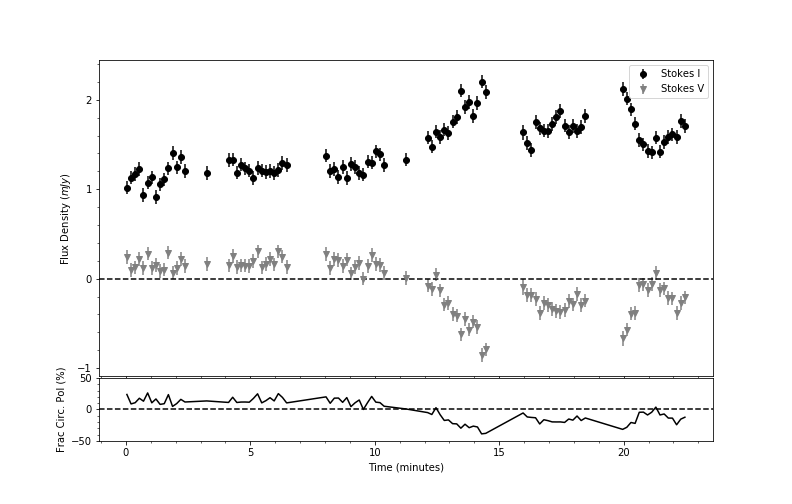 Stokes I
Stokes V
Flux Density (mJy)
2
1
0
−1
Frac Circ. Pol (%)
50
0
−50
0 5 10 15 20
Time (minutes)